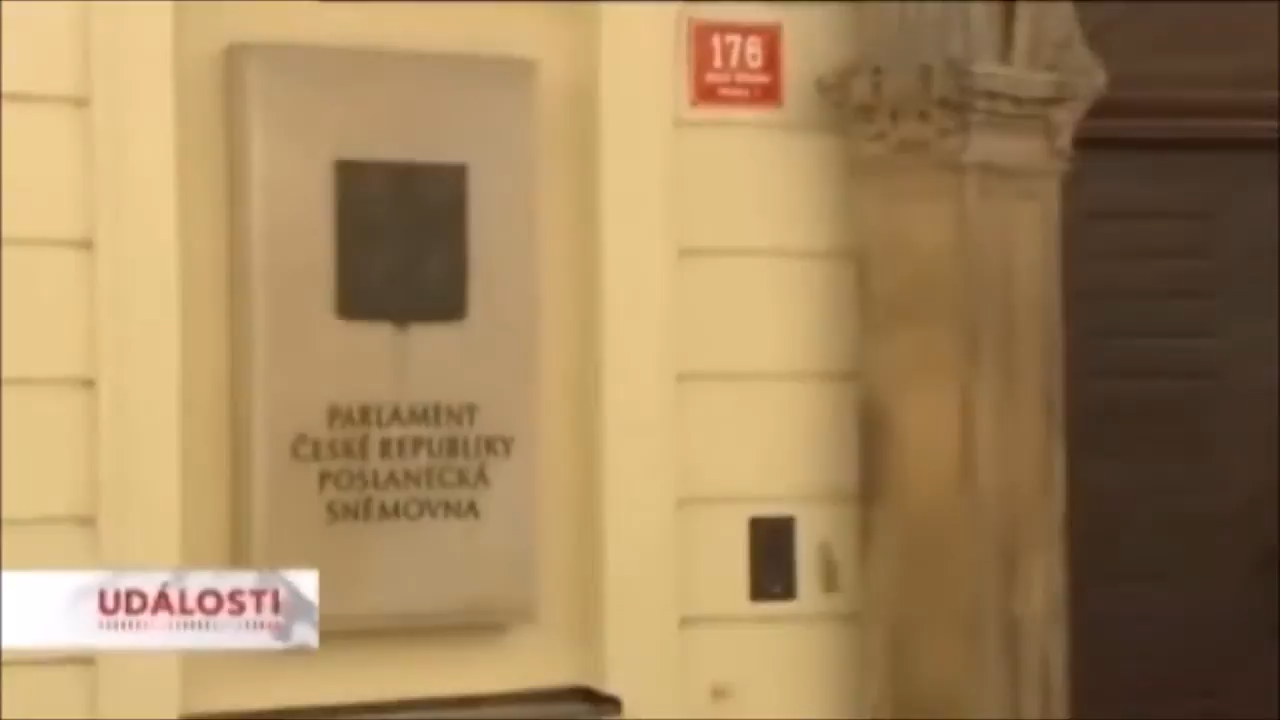 176
PARLAMENT
ČESKÉ REPUBLIKY
POSLANECKÁ
SNĚMOVNA
UDÁLOSTI